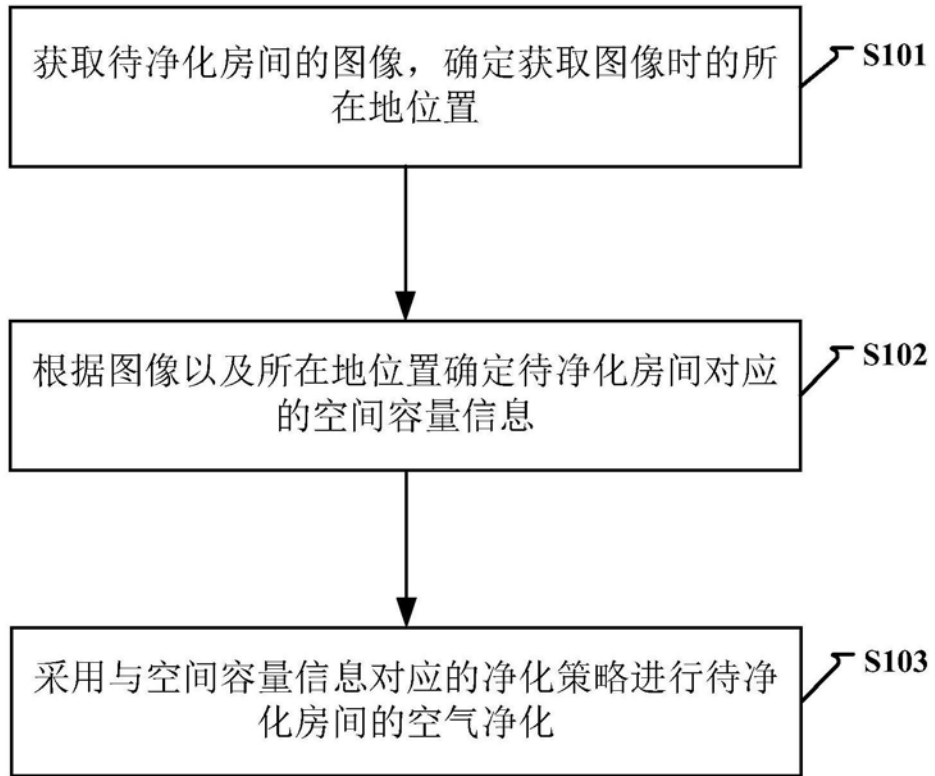 获取待净化房间的图像，确定获取图像时的所
在地位置
S101
根据图像以及所在地位置确定待净化房间对应
的空间容量信息
S102
采用与空间容量信息对应的净化策略进行待净
化房间的空气净化
S103